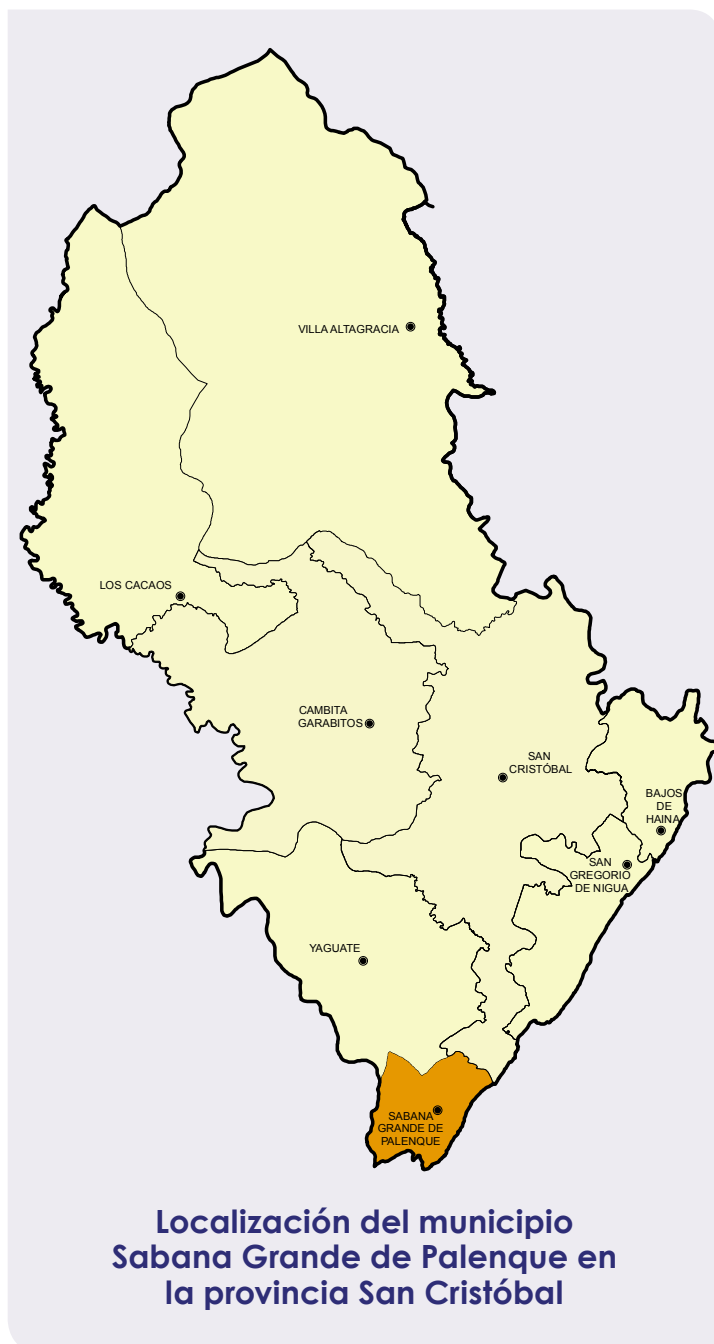 VILLA ALTAGRACIA
LOS CACAOS
CAMBITA
GARABITOS
SAN
CRISTÓBAL
BAJOS
DE
HAINA
SAN
GREGORIO
DE NIGUA
YAGUATE
SABANA
GRANDE DE
PALENQUE
Localización del municipio
Sabana Grande de Palenque en
la provincia San Cristóbal